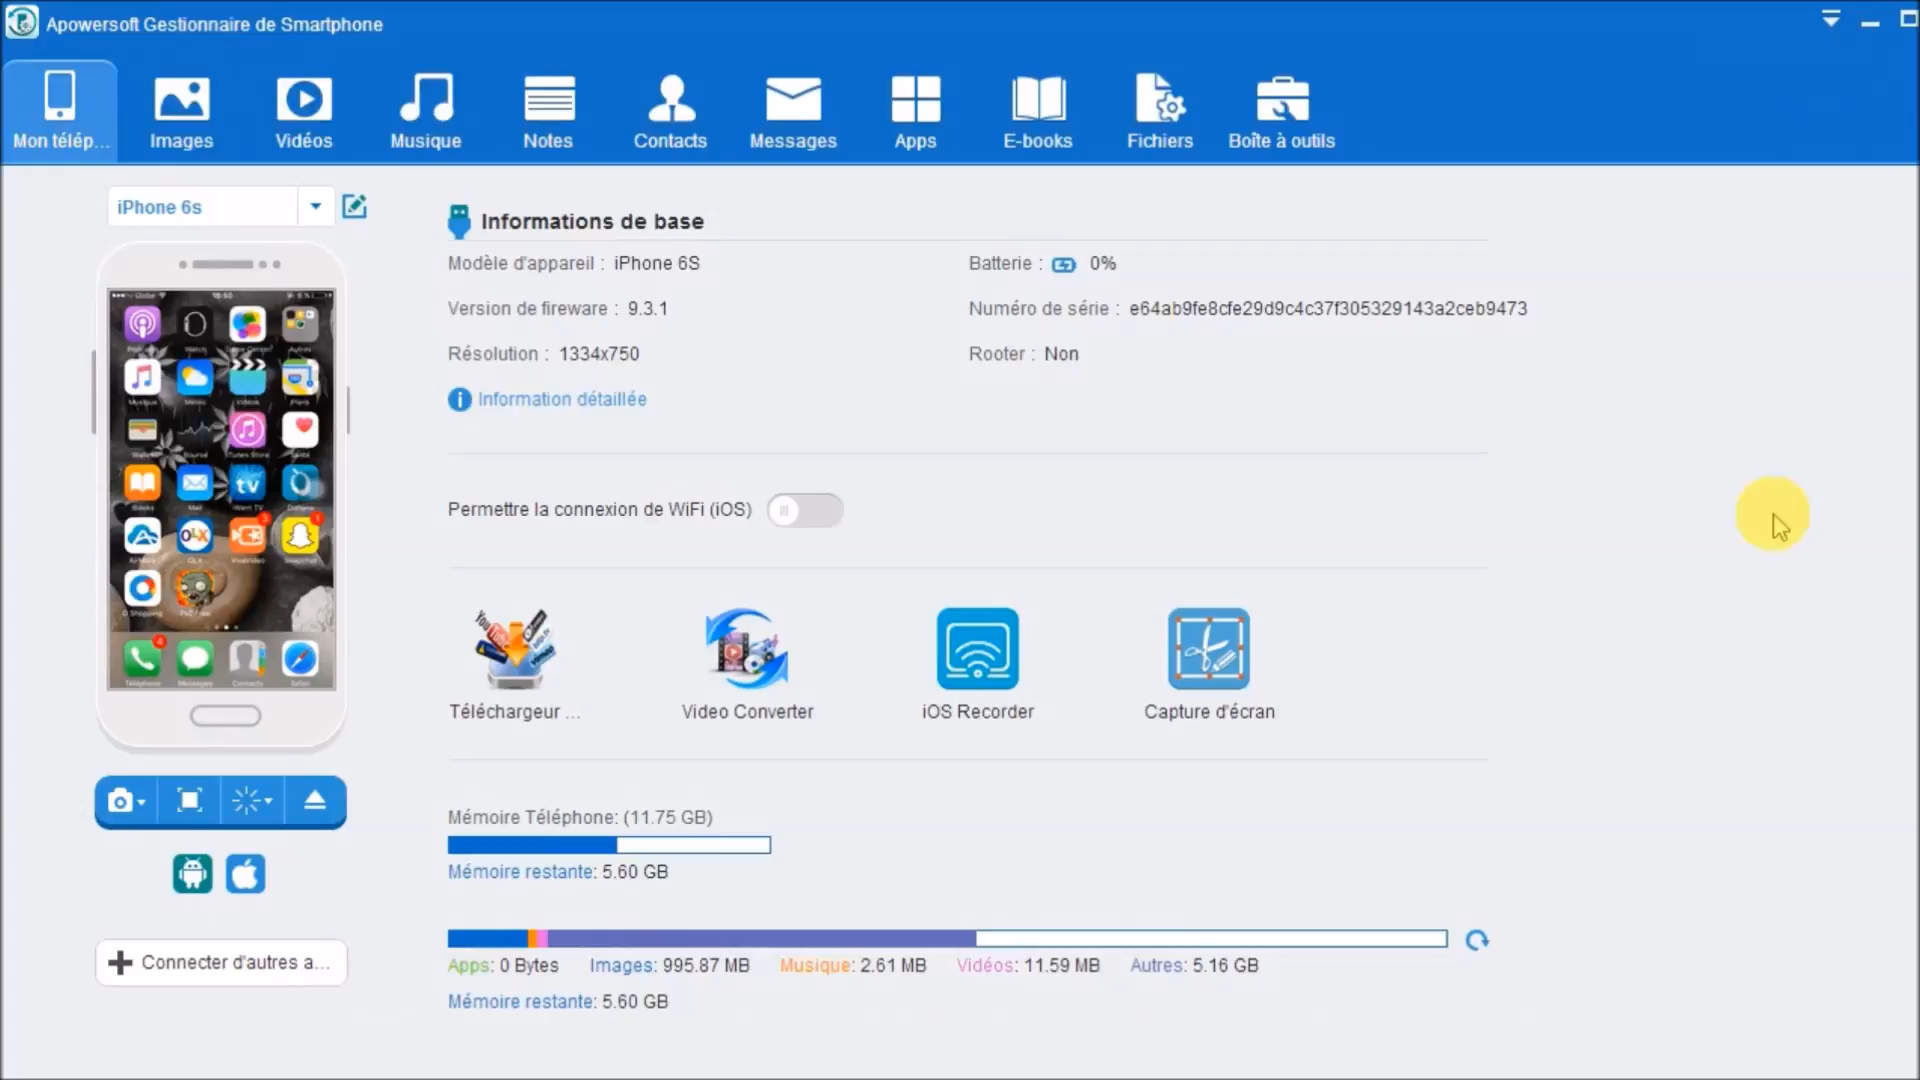 Apowersoft Gestionnaire de Smartphone
Mon télép... Images Vidéos Musique Notes Contacts Messages Apps E-books Fichiers Boîte à outils
iPhone 6s
Informations de base
Modèle d'appareil : iPhone 6S
Batterie : 0%
Version de fireware : 9.3.1
Numéro de série : e64ab9fe8cfe29d9c4c37f305329143a2ceb9473
Résolution : 1334x750
Rooter : Non
Information détaillée
Permettre la connexion de WiFi (iOS)
Téléchargeur ... Video Converter iOS Recorder Capture d'écran
Mémoire Téléphone: (11.75 GB)
Mémoire restante: 5.60 GB
Connecter d'autres a...
Apps: 0 Bytes Images: 995.87 MB Musique: 2.61 MB Vidéos: 11.59 MB Autres: 5.16 GB
Mémoire restante: 5.60 GB